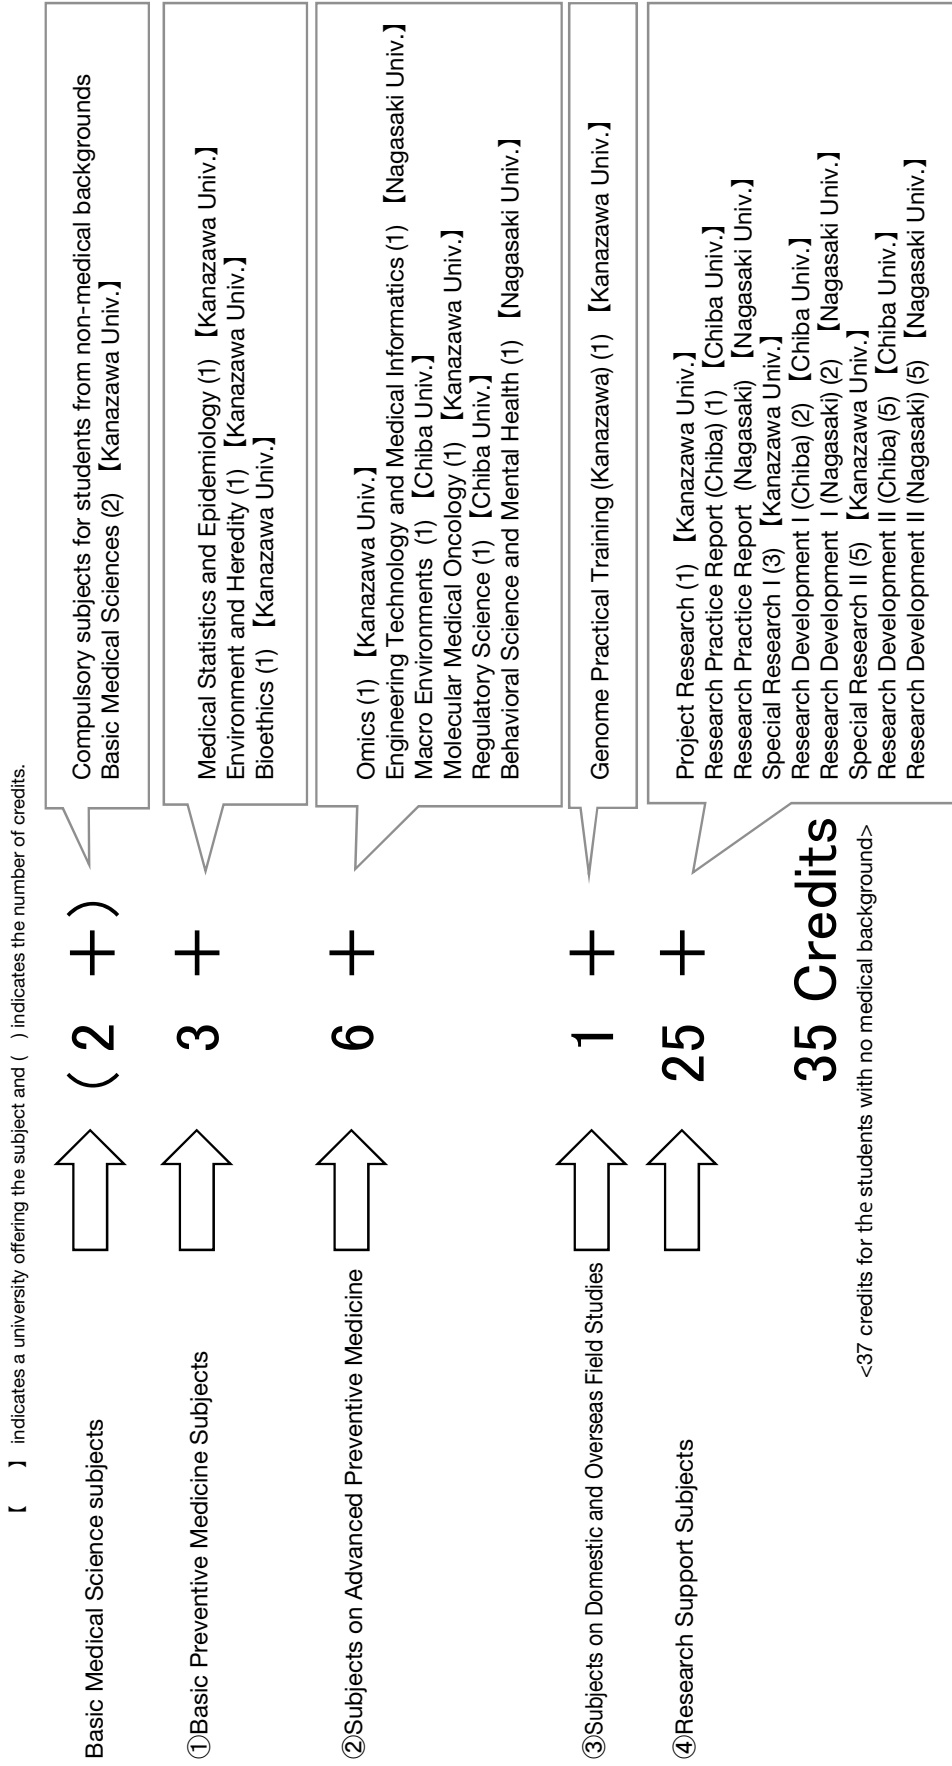 【　】 indicates a university offering the subject and (　) indicates the number of credits.
Basic Medical Science subjects
( 2 +)
Compulsory subjects for students from non-medical backgrounds
Basic Medical Sciences (2) 【Kanazawa Univ.】
①Basic Preventive Medicine Subjects
3 +
Medical Statistics and Epidemiology (1) 【Kanazawa Univ.】
Environment and Heredity (1) 【Kanazawa Univ.】
Bioethics (1) 【Kanazawa Univ.】
②Subjects on Advanced Preventive Medicine
6 +
Omics (1) 【Kanazawa Univ.】
Engineering Technology and Medical Informatics (1) 【Nagasaki Univ.】
Macro Environments (1) 【Chiba Univ.】
Molecular Medical Oncology (1) 【Kanazawa Univ.】
Regulatory Science (1) 【Chiba Univ.】
Behavioral Science and Mental Health (1) 【Nagasaki Univ.】
③Subjects on Domestic and Overseas Field Studies
1 +
Genome Practical Training (Kanazawa) (1) 【Kanazawa Univ.】
④Research Support Subjects
25 +
Project Research (1) 【Kanazawa Univ.】
Research Practice Report (Chiba) (1) 【Chiba Univ.】
Research Practice Report (Nagasaki) 【Nagasaki Univ.】
Special Research I (3) 【Kanazawa Univ.】
Research Development I (Chiba) (2) 【Chiba Univ.】
Research Development I (Nagasaki) (2) 【Nagasaki Univ.】
Special Research II (5) 【Kanazawa Univ.】
Research Development II (Chiba) (5) 【Chiba Univ.】
Research Development II (Nagasaki) (5) 【Nagasaki Univ.】
35 Credits
<37 credits for the students with no medical background>